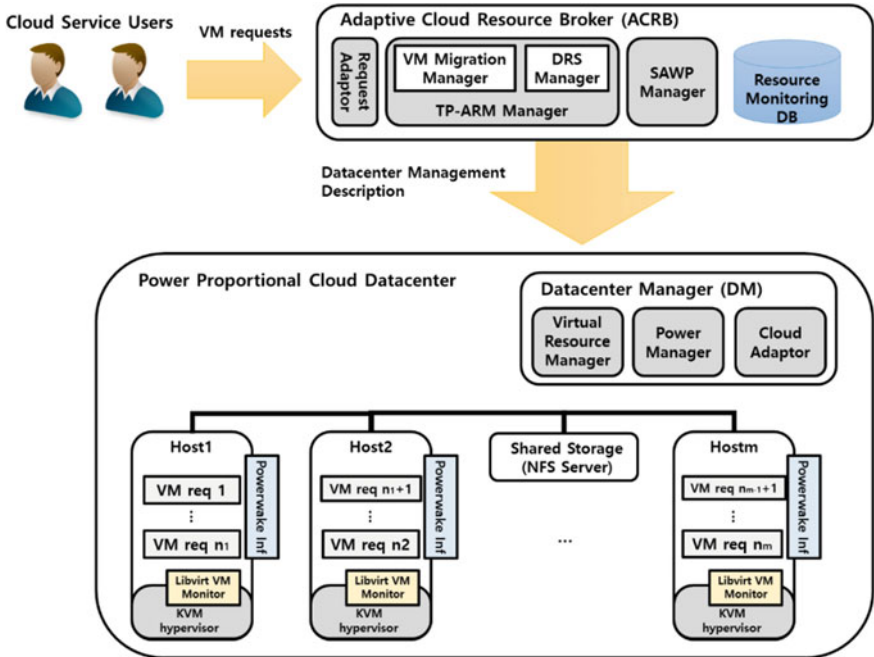 Cloud Service Users
VM requests
Adaptive Cloud Resource Broker (ACRB)
Request
Adaptor
VM Migration
Manager
DRS
Manager
TP-ARM Manager
SAWP
Manager
Resource
Monitoring
DB
Datacenter Management
Description
Power Proportional Cloud Datacenter
Datacenter Manager (DM)
Virtual
Resource
Manager
Power
Manager
Cloud
Adaptor
Host1
VM req 1
...
VM req n₁
Powerwake Inf
Libvirt VM
Monitor
KVM
hypervisor
Host2
VM req n₁+1
...
VM req n2
Powerwake Inf
Libvirt VM
Monitor
KVM
hypervisor
Shared Storage
(NFS Server)
...
Hostm
VM req nₘ₋₁+1
...
VM req nₘ
Powerwake Inf
Libvirt VM
Monitor
KVM
hypervisor